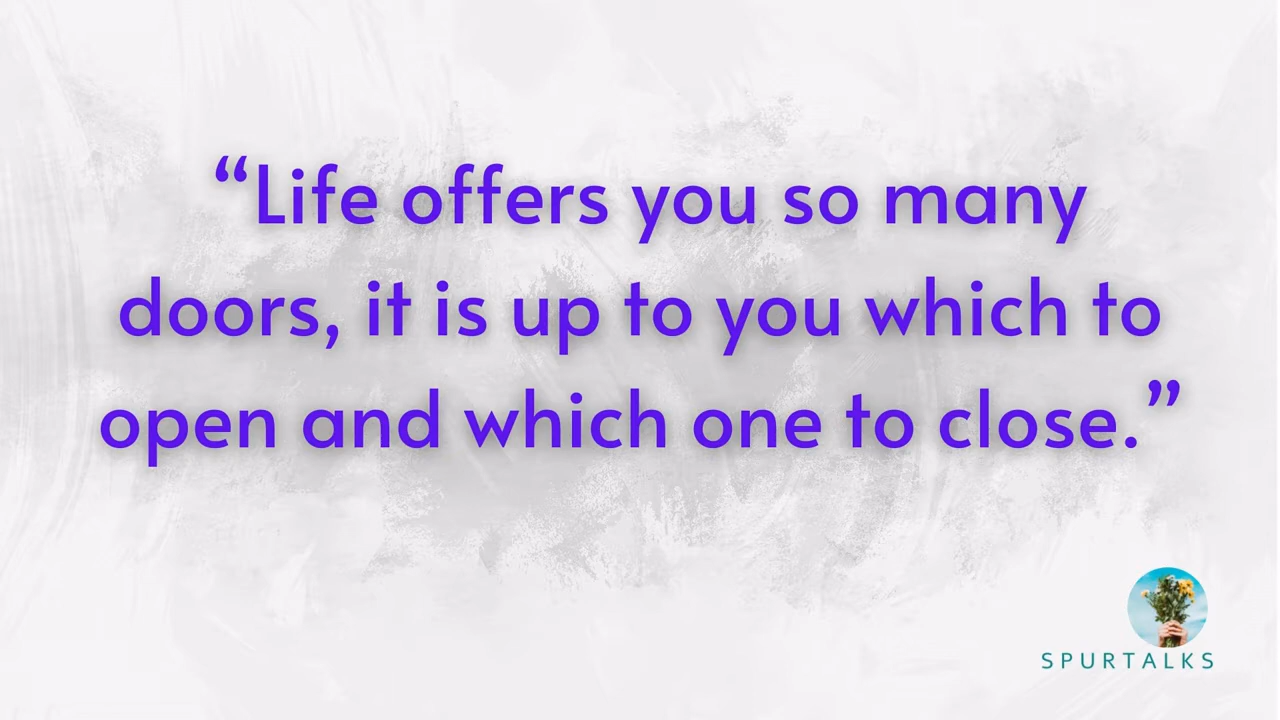 “Life offers you so many
doors, it is up to you which to
open and which one to close.”
SPURTALKS